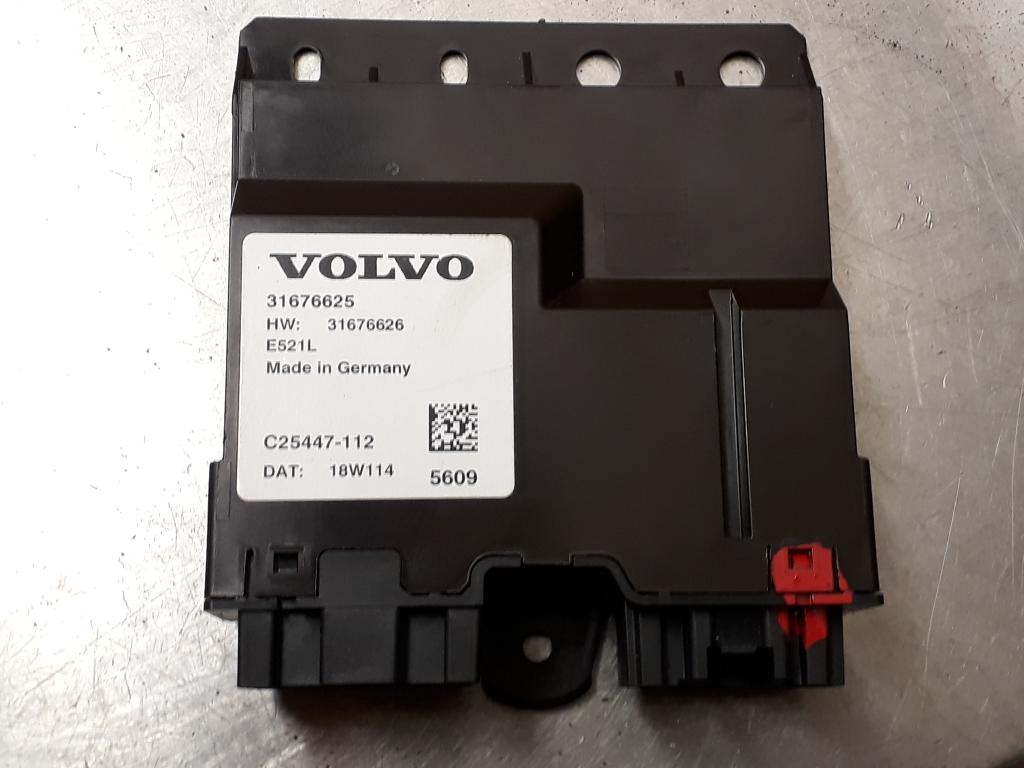 VOLVO
31676625
HW: 31676626
E521L
Made in Germany
C25447-112
DAT: 18W114
5609